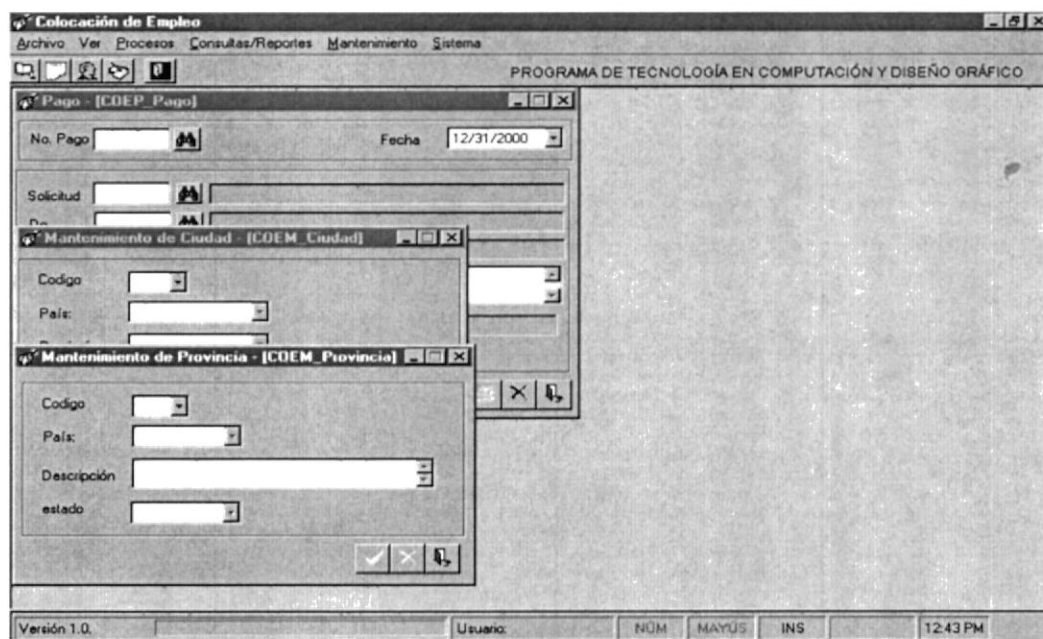 Colocación de Empleo
Archivo Ver Procesos Consultas/Reportes Mantenimiento Sistema
PROGRAMA DE TECNOLOGÍA EN COMPUTACIÓN Y DISEÑO GRÁFICO
Pago - [COEP_Pago]
No. Pago
Fecha 12/31/2000
Solicitud
De
Mantenimiento de Ciudad - [COEM_Ciudad]
Codigo
País:
Mantenimiento de Provincia - [COEM_Provincia]
Codigo
País:
Descripción
estado
Versión 1.0. Usuario: NÚM MAYÚS INS 12:43 PM